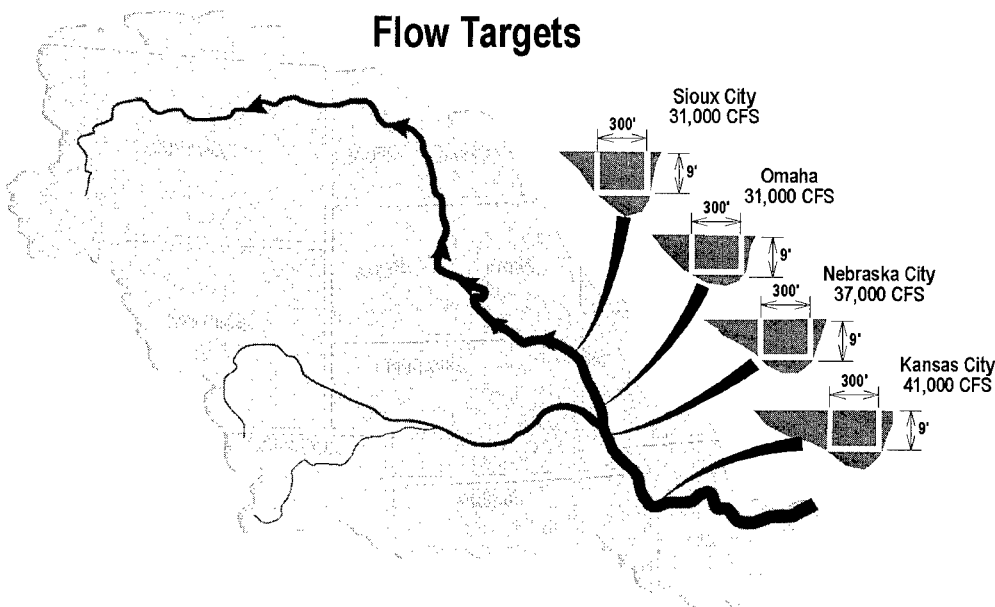 Flow Targets
Sioux City
31,000 CFS
300'
9'
Omaha
31,000 CFS
300'
9'
Nebraska City
37,000 CFS
300'
9'
Kansas City
41,000 CFS
300'
9'